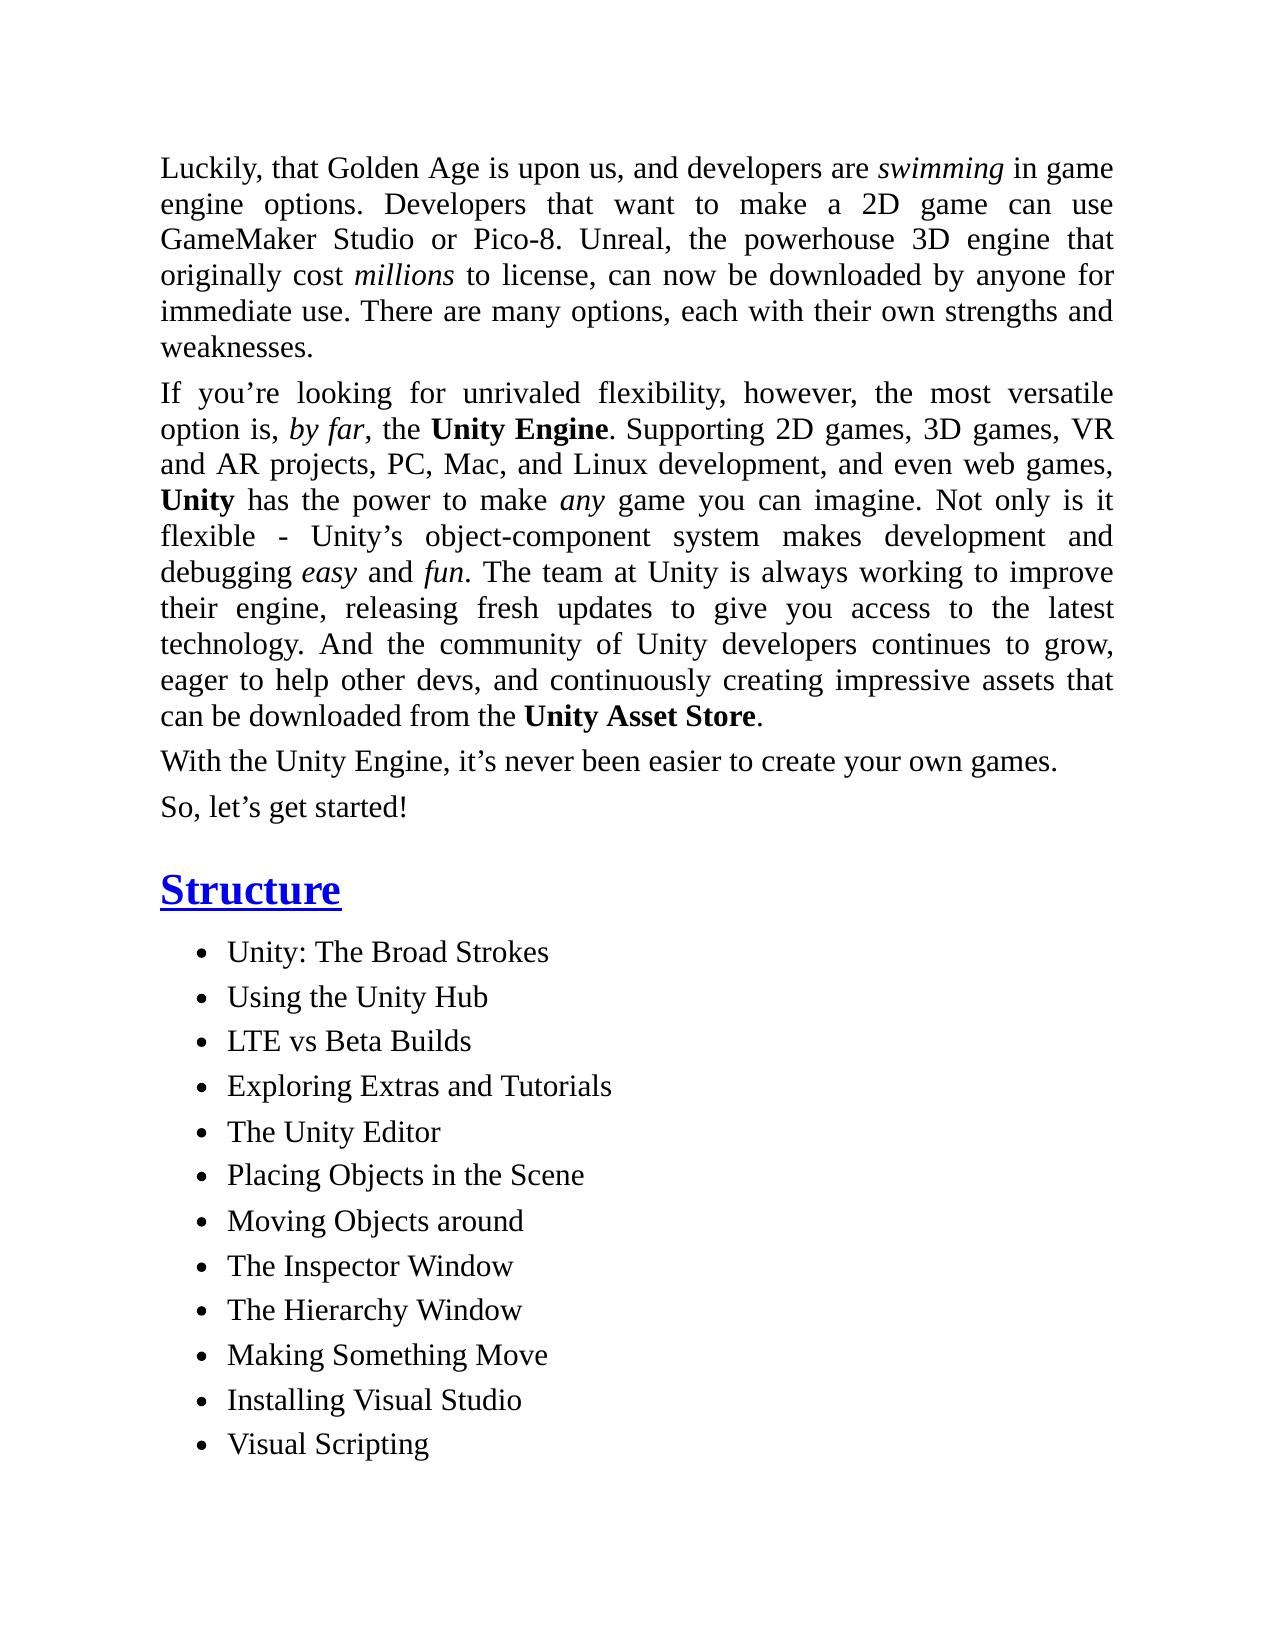 Luckily, that Golden Age is upon us, and developers are swimming in game
engine options. Developers that want to make a 2D game can use
GameMaker Studio or Pico-8. Unreal, the powerhouse 3D engine that
originally cost millions to license, can now be downloaded by anyone for
immediate use. There are many options, each with their own strengths and
weaknesses.
If you’re looking for unrivaled flexibility, however, the most versatile
option is, by far, the Unity Engine. Supporting 2D games, 3D games, VR
and AR projects, PC, Mac, and Linux development, and even web games,
Unity has the power to make any game you can imagine. Not only is it
flexible - Unity’s object-component system makes development and
debugging easy and fun. The team at Unity is always working to improve
their engine, releasing fresh updates to give you access to the latest
technology. And the community of Unity developers continues to grow,
eager to help other devs, and continuously creating impressive assets that
can be downloaded from the Unity Asset Store.
With the Unity Engine, it’s never been easier to create your own games.
So, let’s get started!
Structure
• Unity: The Broad Strokes
• Using the Unity Hub
• LTE vs Beta Builds
• Exploring Extras and Tutorials
• The Unity Editor
• Placing Objects in the Scene
• Moving Objects around
• The Inspector Window
• The Hierarchy Window
• Making Something Move
• Installing Visual Studio
• Visual Scripting